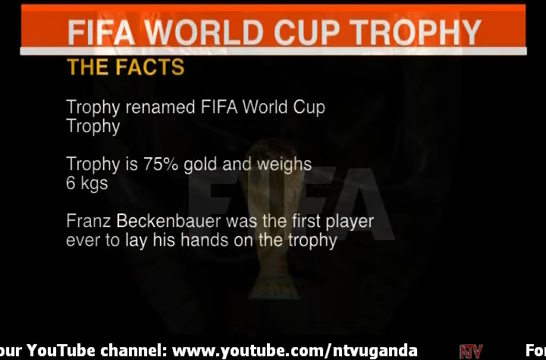 FIFA WORLD CUP TROPHY
THE FACTS
Trophy renamed FIFA World Cup
Trophy
Trophy is 75% gold and weighs
6 kgs
Franz Beckenbauer was the first player
ever to lay his hands on the trophy
FIFA
our YouTube channel: www.youtube.com/ntvuganda
NTV
For